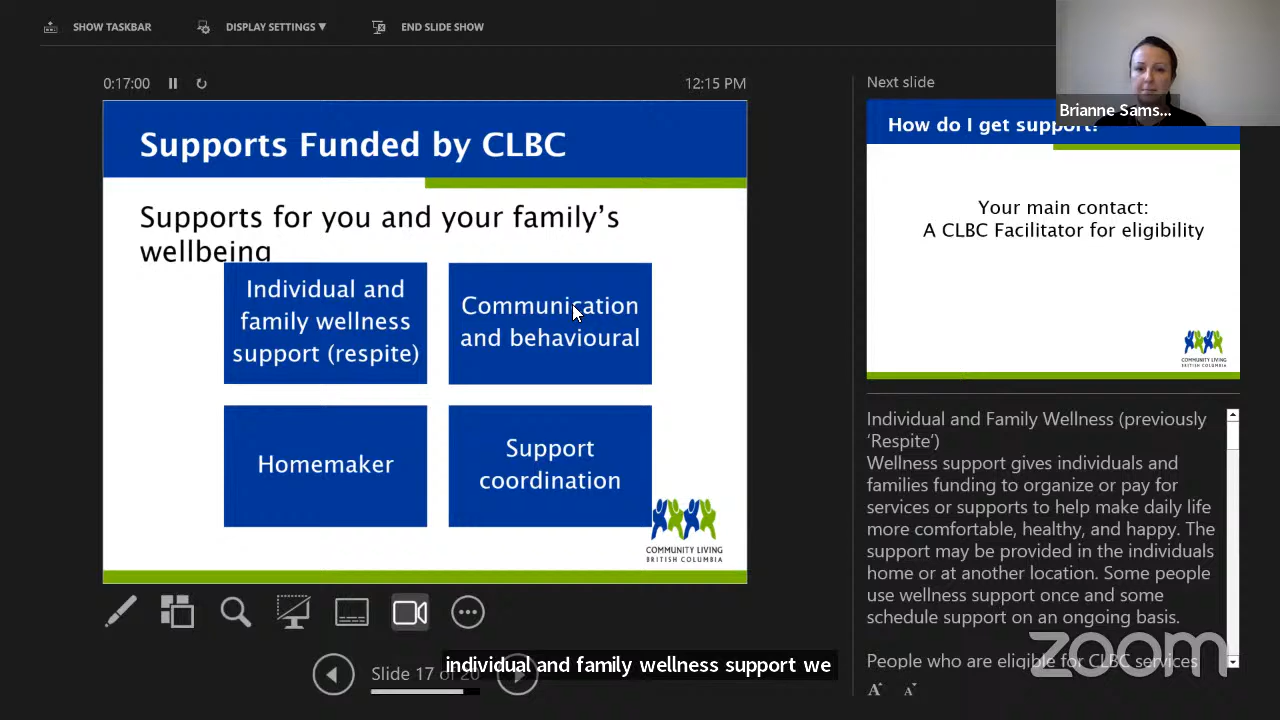 SHOW TASKBAR
DISPLAY SETTINGS ▼
END SLIDE SHOW
0:17:00
12:15 PM
Supports Funded by CLBC
Supports for you and your family's
wellbeing
Individual and
family wellness
support (respite)
Communication
and behavioural
Homemaker
Support
coordination
COMMUNITY LIVING
BRITISH COLUMBIA
Slide 17 of 20
individual and family wellness support we
Next slide
Brianne Sams...
How do I get support?
Your main contact:
A CLBC Facilitator for eligibility
COMMUNITY LIVING
BRITISH COLUMBIA
Individual and Family Wellness (previously
'Respite')
Wellness support gives individuals and
families funding to organize or pay for
services or supports to help make daily life
more comfortable, healthy, and happy. The
support may be provided in the individuals
home or at another location. Some people
use wellness support once and some
schedule support on an ongoing basis.
People who are eligible for CLBC services
zoom
A A